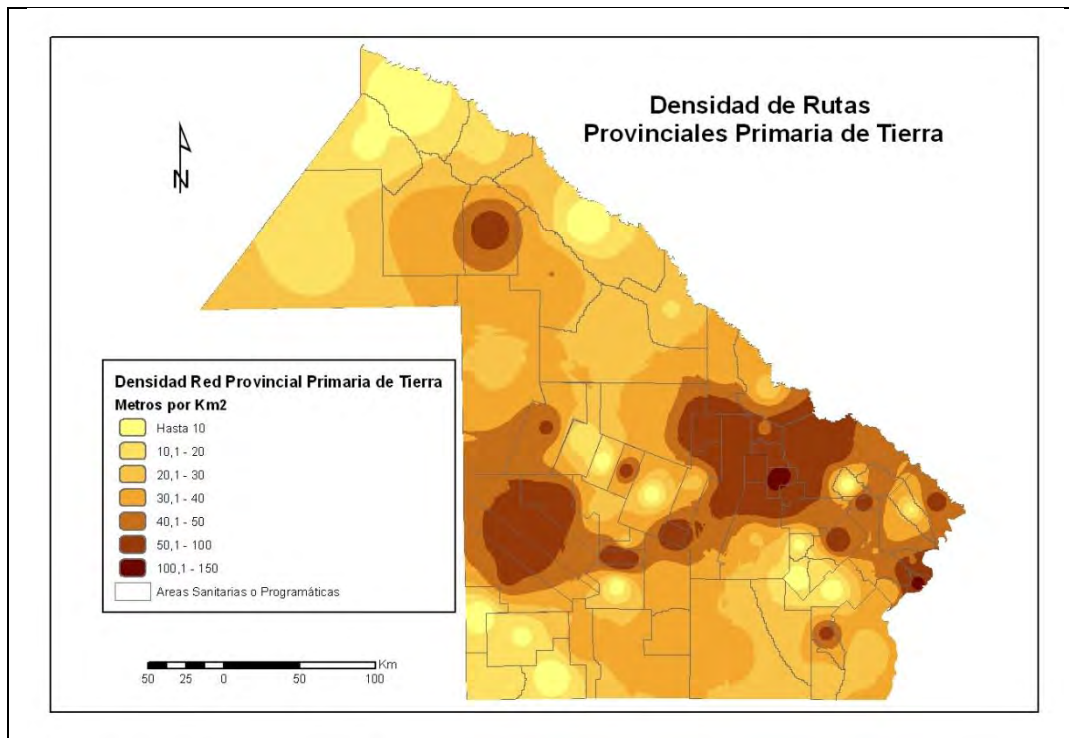 Densidad de Rutas
Provinciales Primaria de Tierra
N
Densidad Red Provincial Primaria de Tierra
Metros por Km2
Hasta 10
10,1 - 20
20,1 - 30
30,1 - 40
40,1 - 50
50,1 - 100
100,1 - 150
Areas Sanitarias o Programáticas
Km
50 25 0 50 100